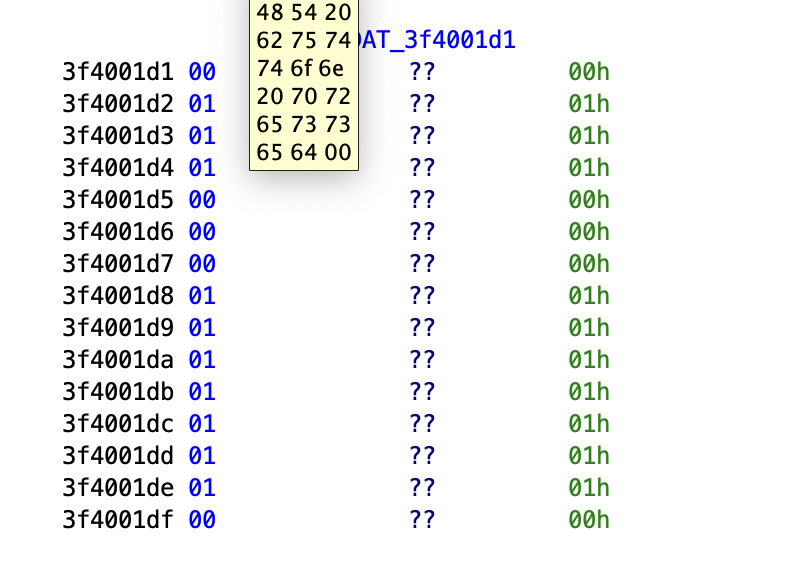 48 54 20
62 75 74
AT_3f4001d1
74 6f 6e
3f4001d1 00 ?? 00h
20 70 72
3f4001d2 01 ?? 01h
65 73 73
3f4001d3 01 ?? 01h
65 64 00
3f4001d4 01 ?? 01h
3f4001d5 00 ?? 00h
3f4001d6 00 ?? 00h
3f4001d7 00 ?? 00h
3f4001d8 01 ?? 01h
3f4001d9 01 ?? 01h
3f4001da 01 ?? 01h
3f4001db 01 ?? 01h
3f4001dc 01 ?? 01h
3f4001dd 01 ?? 01h
3f4001de 01 ?? 01h
3f4001df 00 ?? 00h